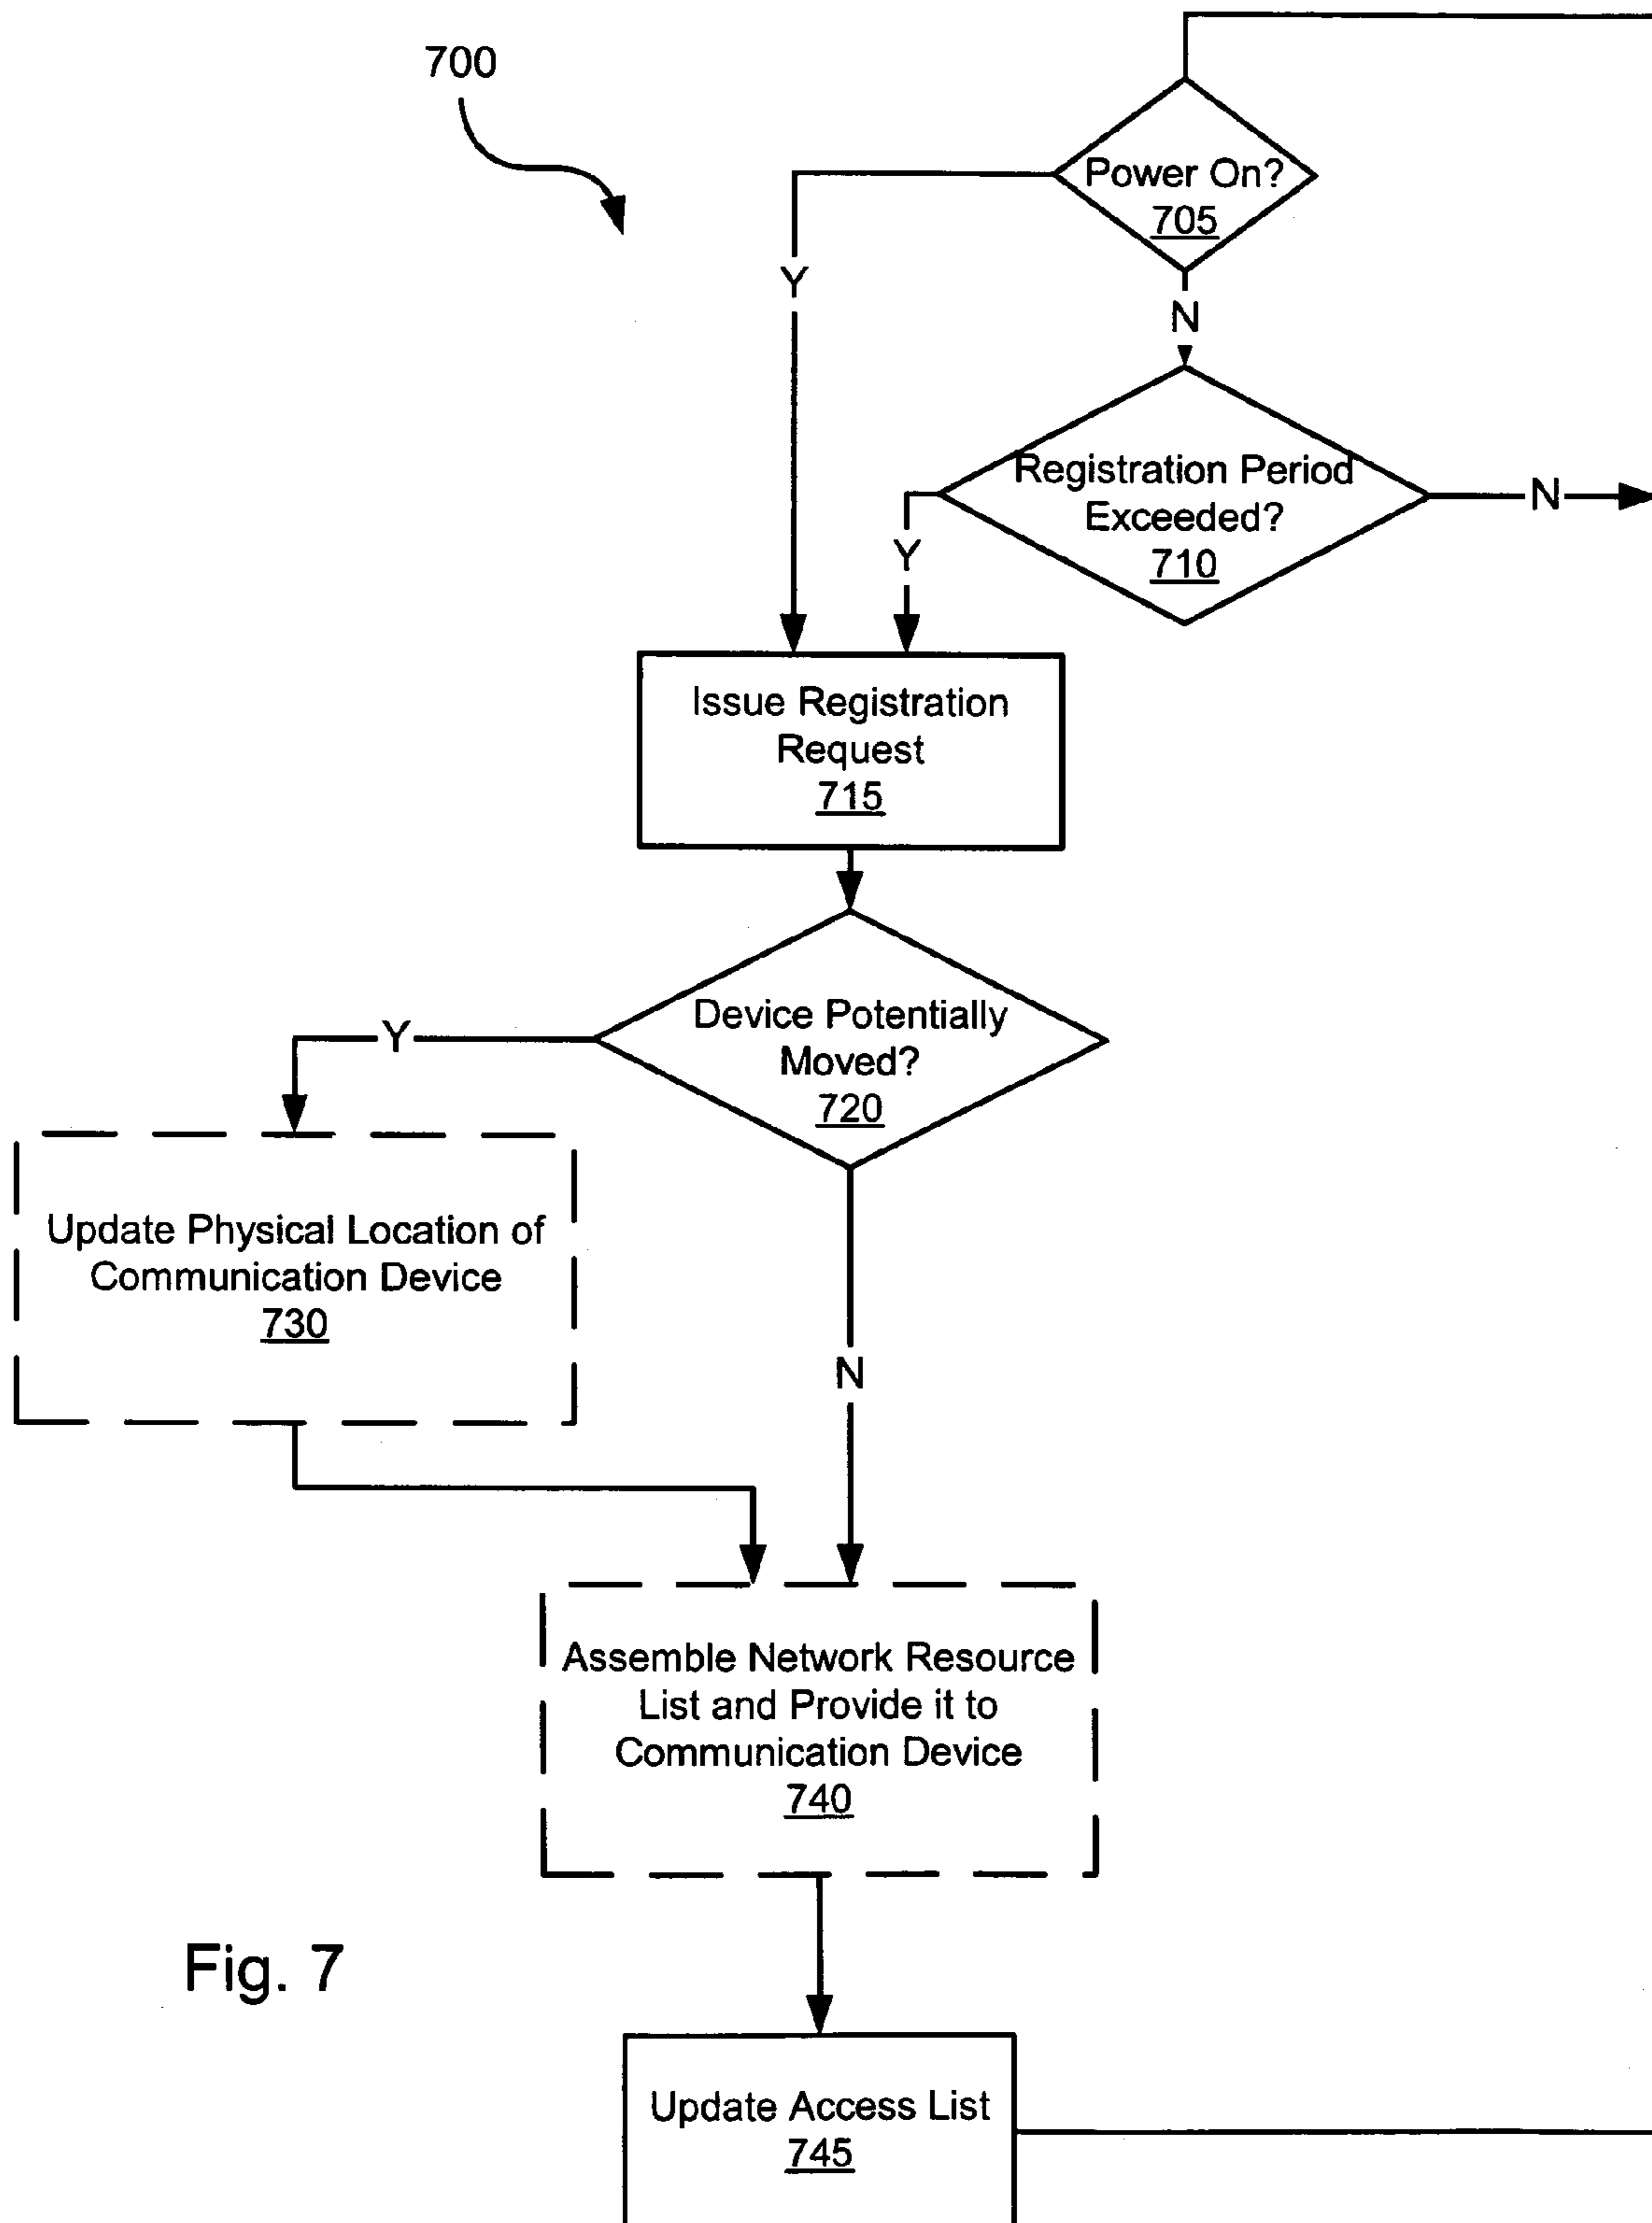 700
Power On?
705
Y
N
Registration Period
Exceeded?
710
N
Y
Issue Registration
Request
715
Device Potentially
Moved?
720
Y
Update Physical Location of
Communication Device
730
N
Assemble Network Resource
List and Provide it to
Communication Device
740
Fig. 7
Update Access List
745